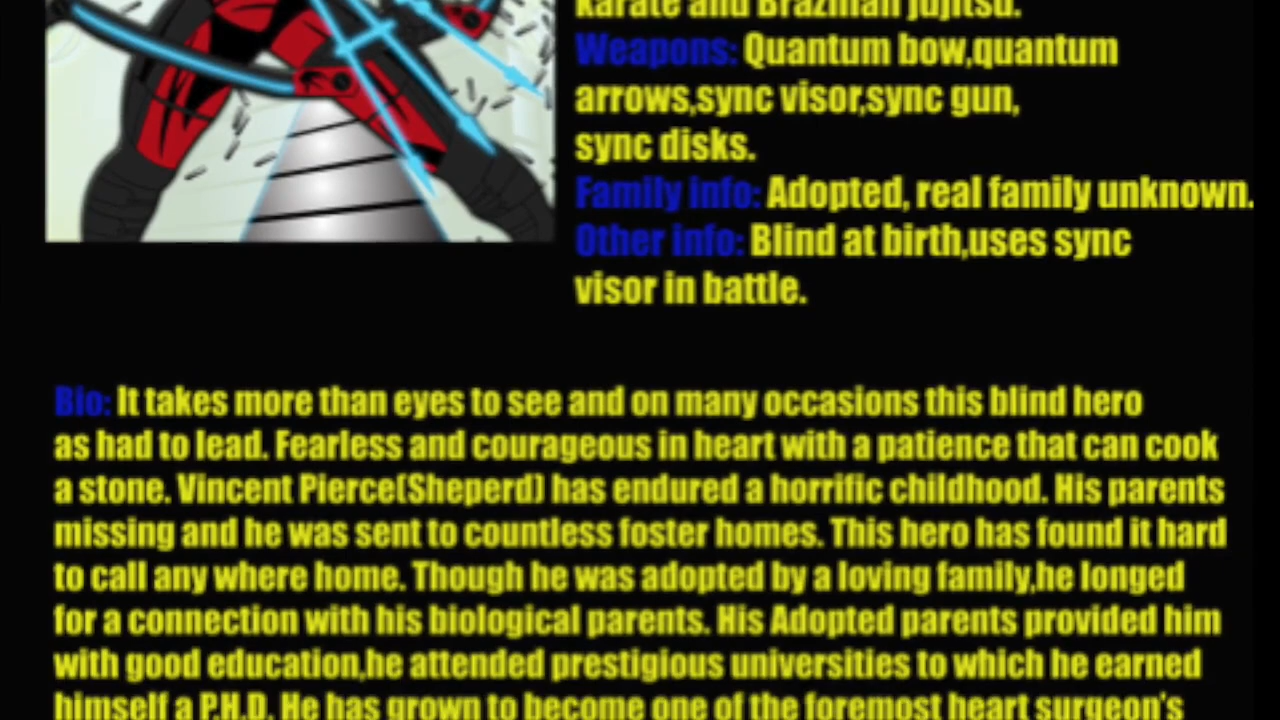 karate and Brazilian jujitsu.
Weapons: Quantum bow,quantum
arrows,sync visor,sync gun,
sync disks.
Family info: Adopted, real family unknown.
Other info: Blind at birth,uses sync
visor in battle.
Bio: It takes more than eyes to see and on many occasions this blind hero
as had to lead. Fearless and courageous in heart with a patience that can cook
a stone. Vincent Pierce(Sheperd) has endured a horrific childhood. His parents
missing and he was sent to countless foster homes. This hero has found it hard
to call any where home. Though he was adopted by a loving family,he longed
for a connection with his biological parents. His Adopted parents provided him
with good education,he attended prestigious universities to which he earned
himself a P.H.D. He has grown to become one of the foremost heart surgeon's